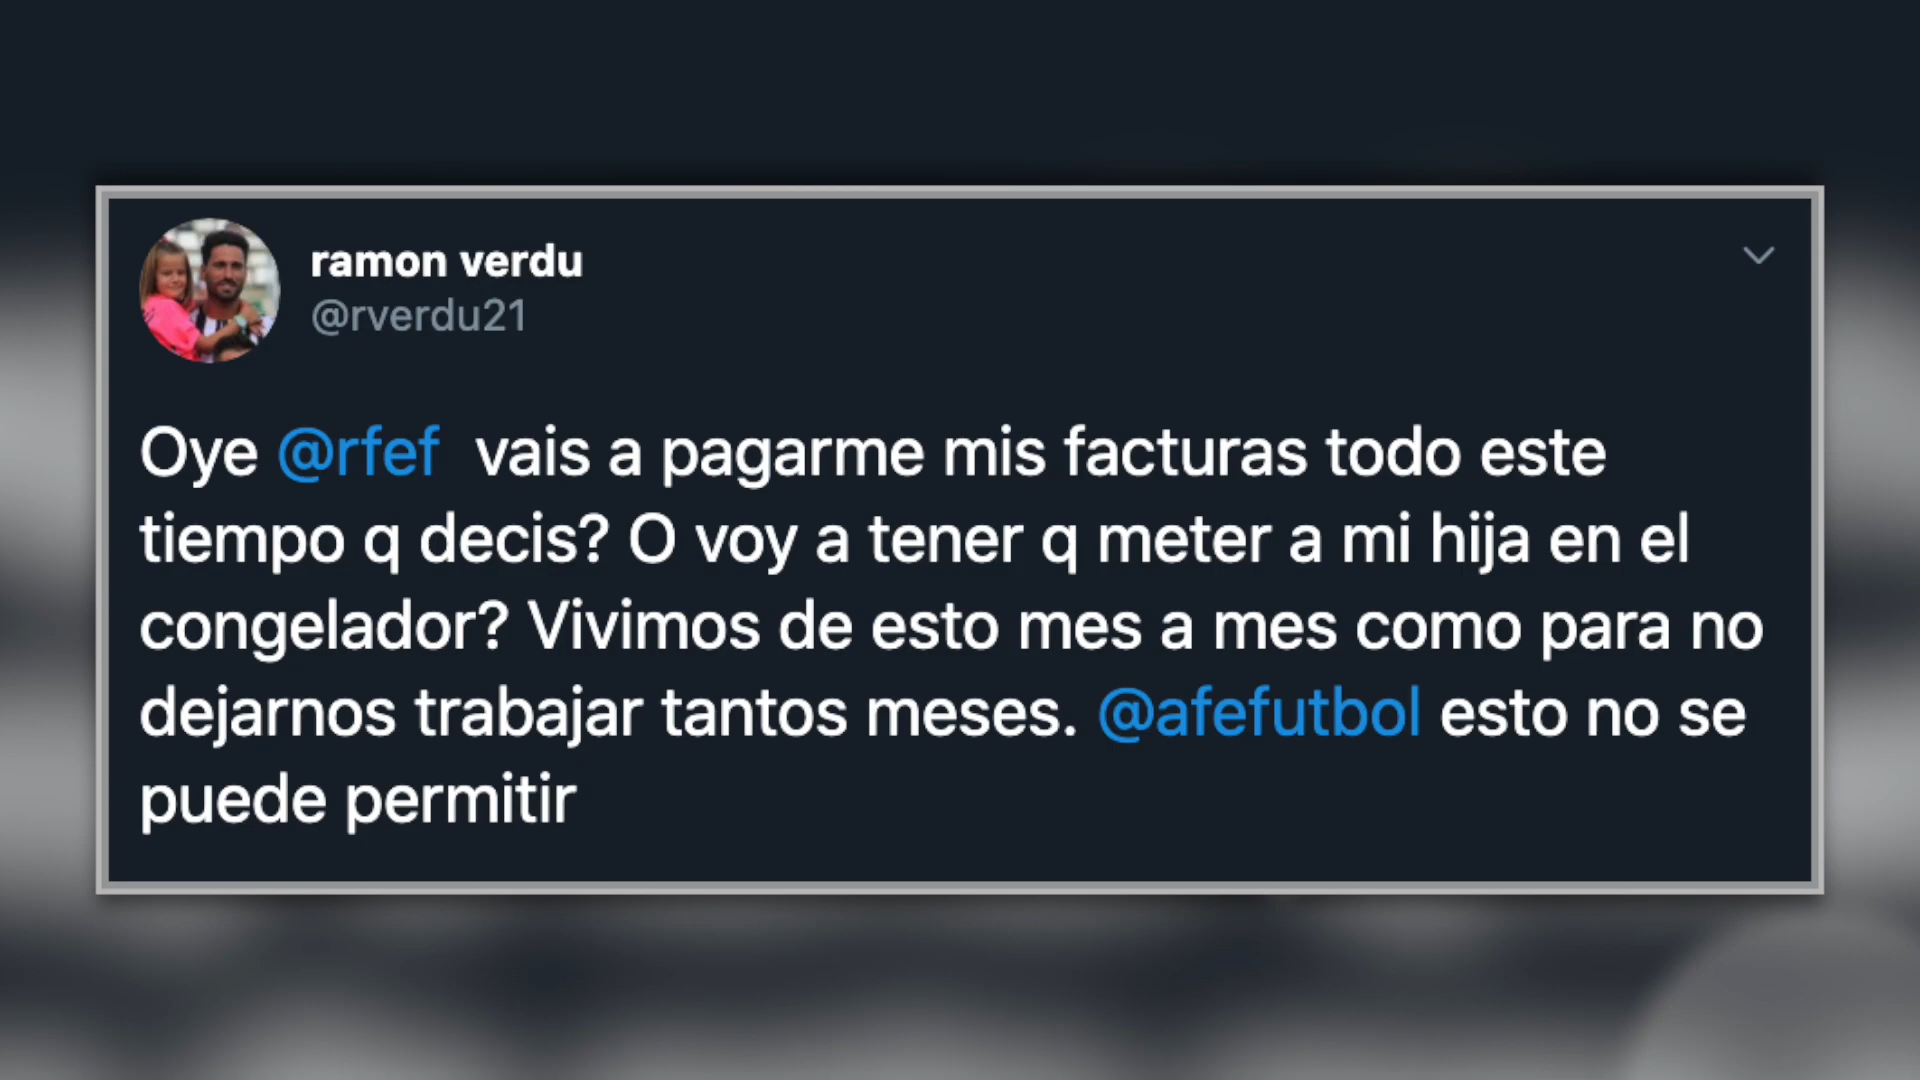 ramon verdu
@rverdu21
Oye @rfef vais a pagarme mis facturas todo este
tiempo q decis? O voy a tener q meter a mi hija en el
congelador? Vivimos de esto mes a mes como para no
dejarnos trabajar tantos meses. @afefutbol esto no se
puede permitir